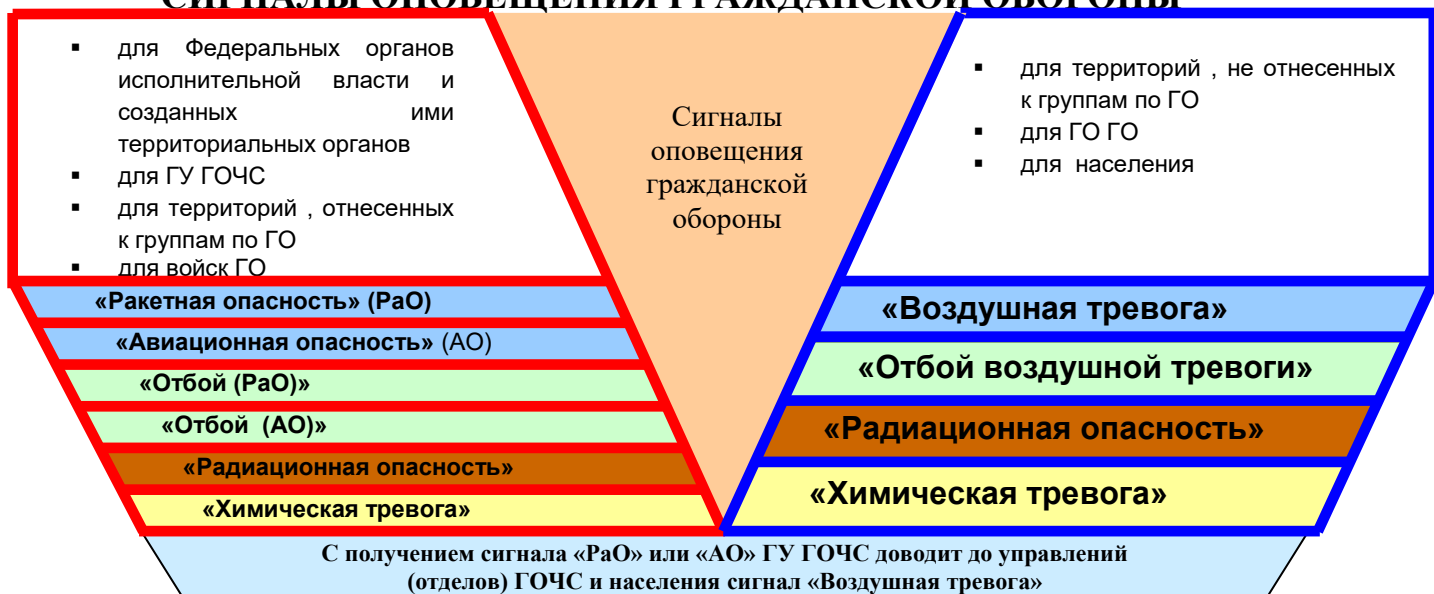 СИГНАЛЫ ОПОВЕЩЕНИЯ ГРАЖДАНСКОЙ ОБОРОНЫ
▪ для Федеральных органов
исполнительной власти и
созданных ими
территориальных органов
▪ для ГУ ГОЧС
▪ для территорий , отнесенных
к группам по ГО
▪ для войск ГО
Сигналы
оповещения
гражданской
обороны
▪ для территорий , не отнесенных
к группам по ГО
▪ для ГО ГО
▪ для населения
«Ракетная опасность» (РаО)
«Авиационная опасность» (АО)
«Отбой (РаО)»
«Отбой (АО)»
«Радиационная опасность»
«Химическая тревога»
«Воздушная тревога»
«Отбой воздушной тревоги»
«Радиационная опасность»
«Химическая тревога»
С получением сигнала «РаО» или «АО» ГУ ГОЧС доводит до управлений
(отделов) ГОЧС и населения сигнал «Воздушная тревога»